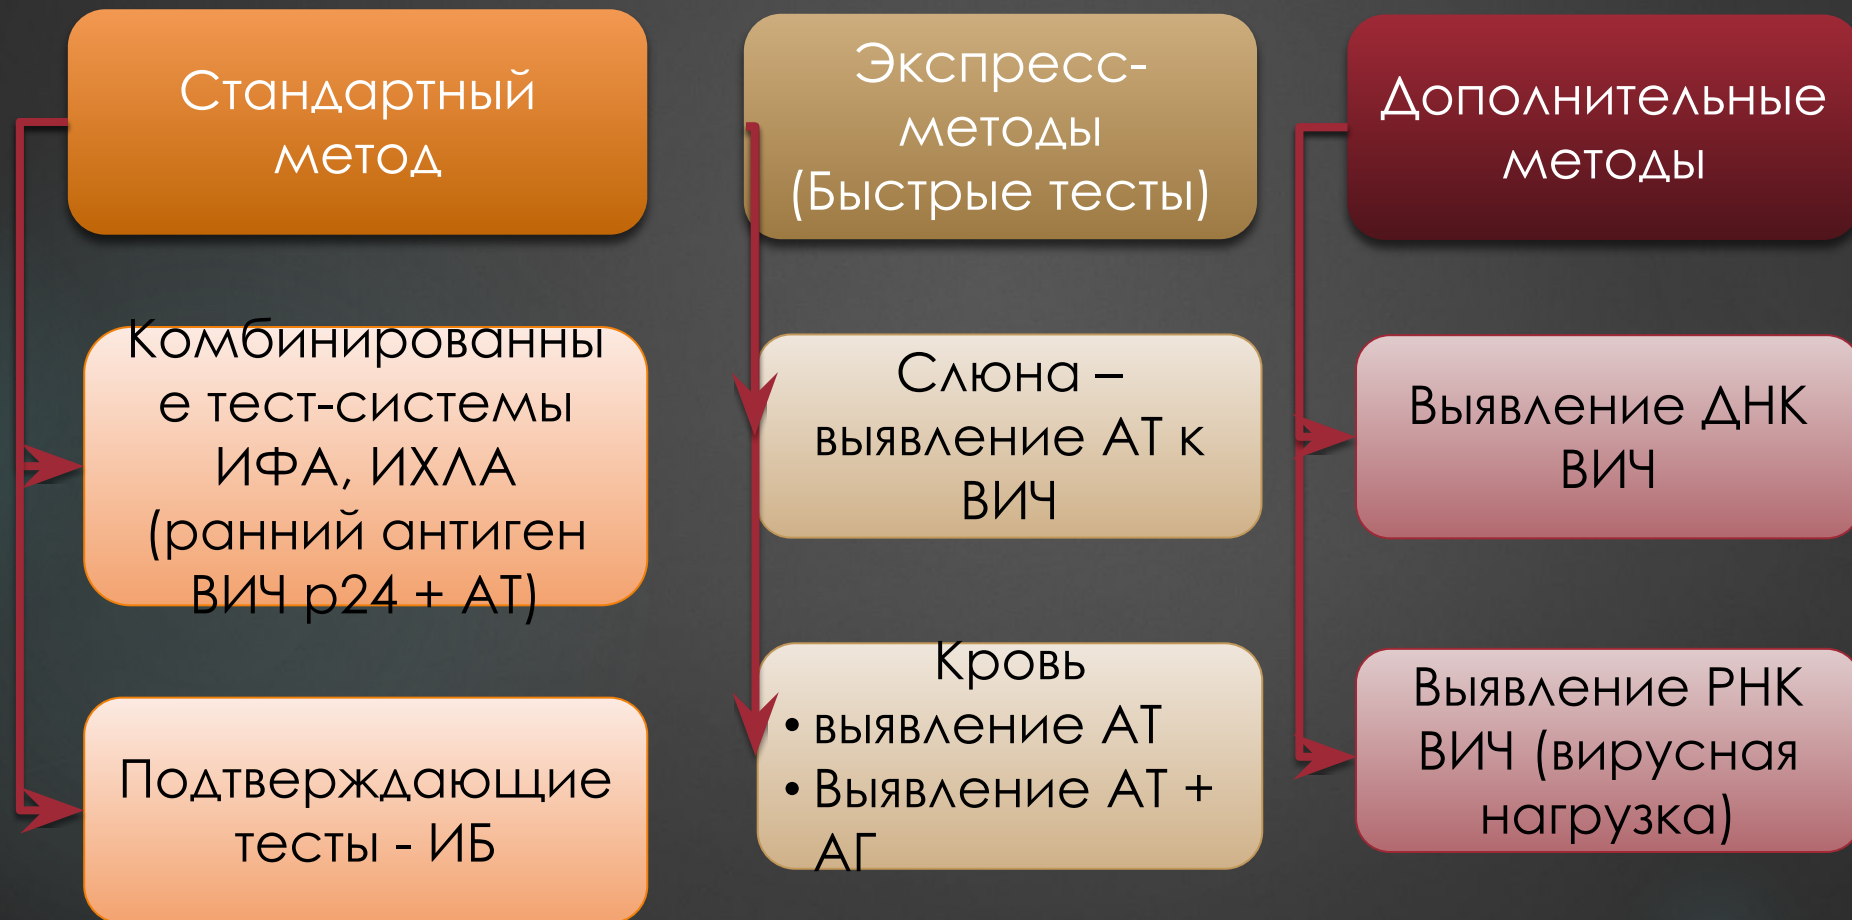 Стандартный
метод
Комбинированны
е тест-системы
ИФА, ИХЛА
(ранний антиген
ВИЧ р24 + АТ)
Подтверждающие
тесты - ИБ
Экспресс-
методы
(Быстрые тесты)
Слюна –
выявление АТ к
ВИЧ
Кровь
• выявление АТ
• Выявление АТ +
АГ
Дополнительные
методы
Выявление ДНК
ВИЧ
Выявление РНК
ВИЧ (вирусная
нагрузка)